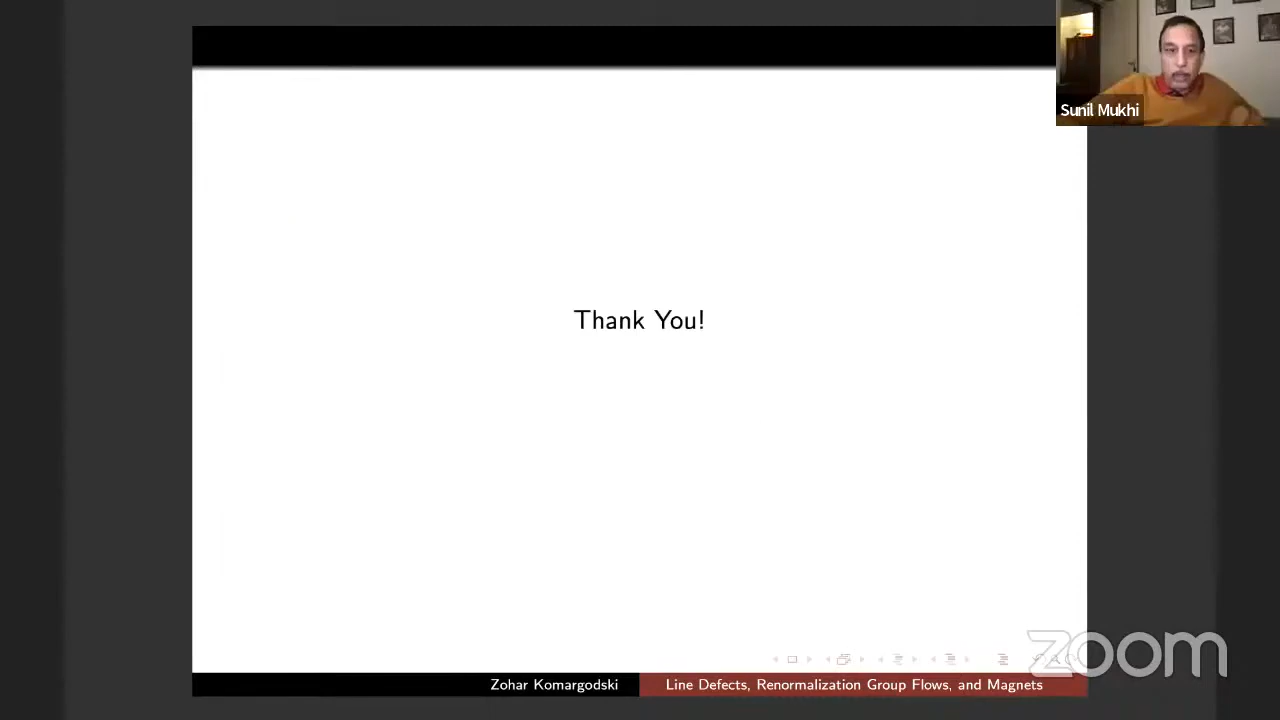 Sunil Mukhi
Thank You!
zoom
Zohar Komargodski
Line Defects, Renormalization Group Flows, and Magnets